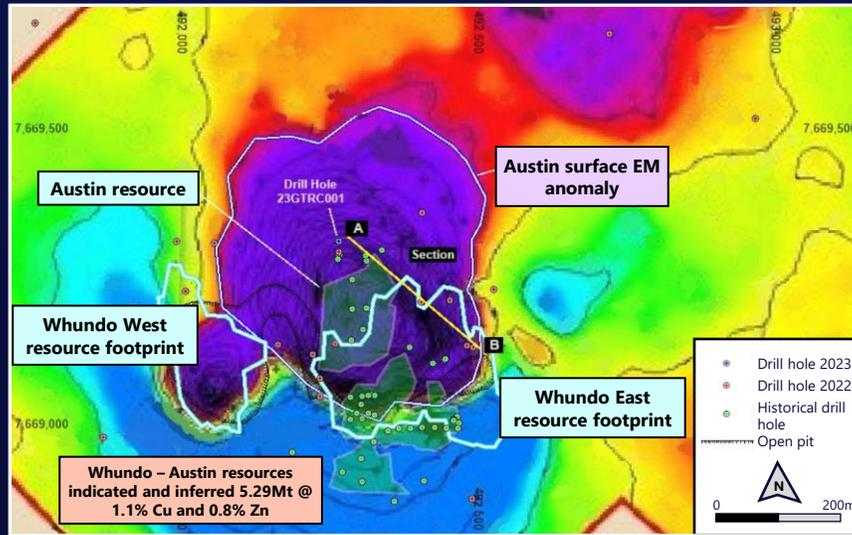 492,000
492,500
493,000
7,669,500
7,669,500
Austin surface EM
anomaly
Austin resource
Drill Hole
23GTRC001
A
Section
B
Whundo West
resource footprint
Whundo East
resource footprint
7,669,000
Whundo – Austin resources
indicated and inferred 5.29Mt @
1.1% Cu and 0.8% Zn
492,500
Drill hole 2023
Drill hole 2022
Historical drill
hole
Open pit
N
0 200m